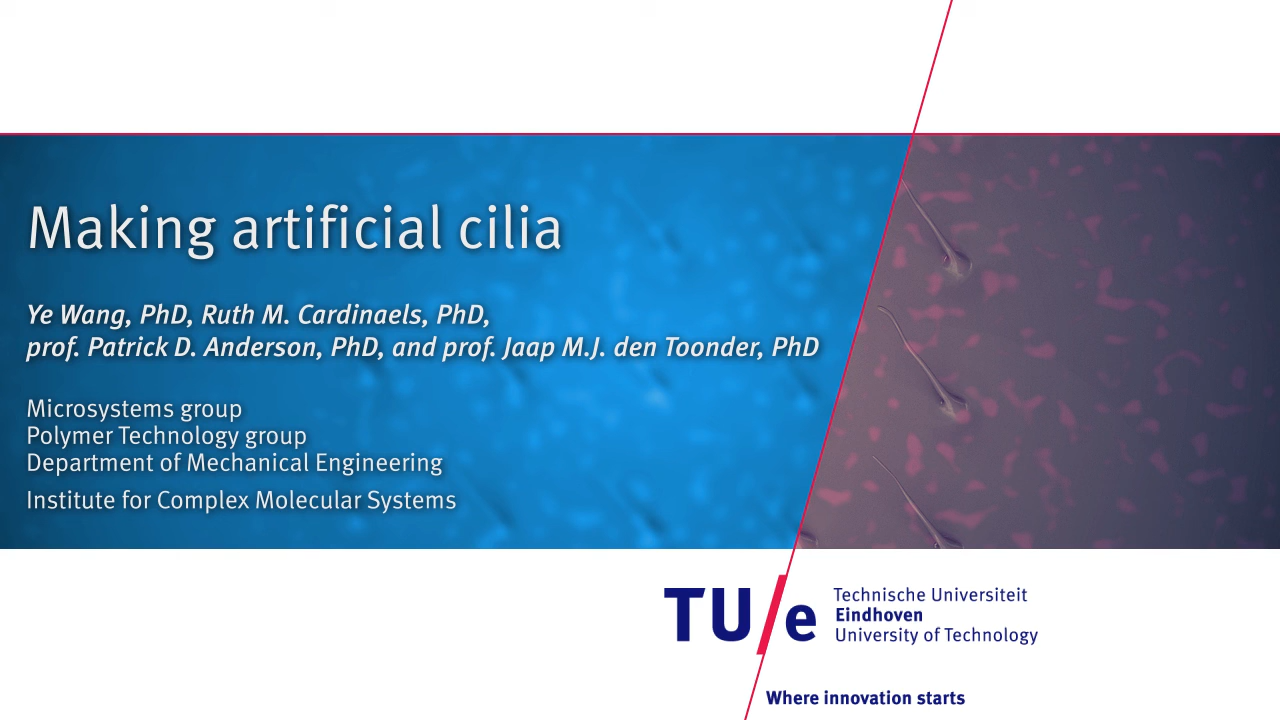 Making artificial cilia
Ye Wang, PhD, Ruth M. Cardinaels, PhD,
prof. Patrick D. Anderson, PhD, and prof. Jaap M.J. den Toonder, PhD
Microsystems group
Polymer Technology group
Department of Mechanical Engineering
Institute for Complex Molecular Systems
TU/e
Technische Universiteit
Eindhoven
University of Technology
Where innovation starts